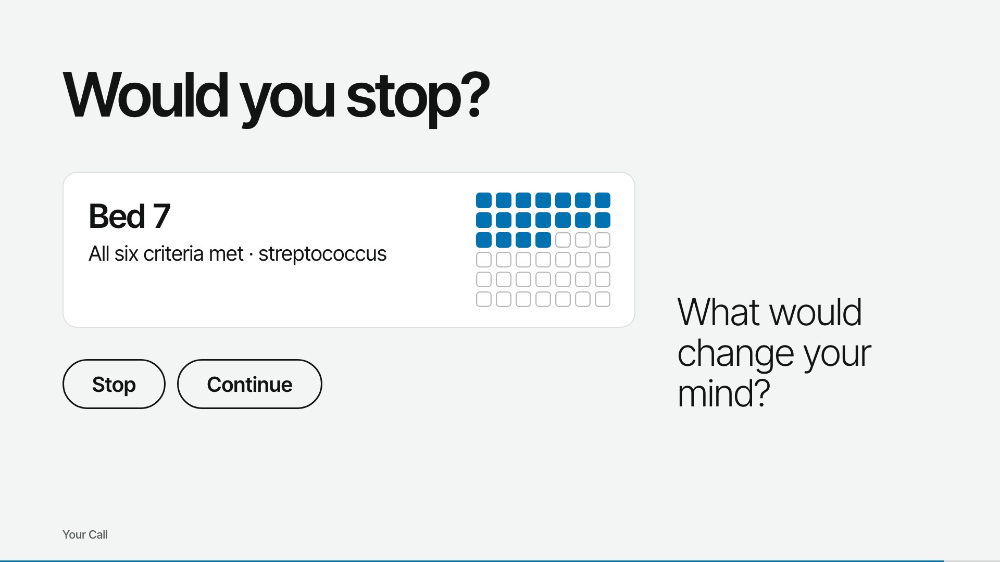 Would you stop?
Bed 7
All six criteria met · streptococcus
Stop
Continue
What would
change your
mind?
Your Call